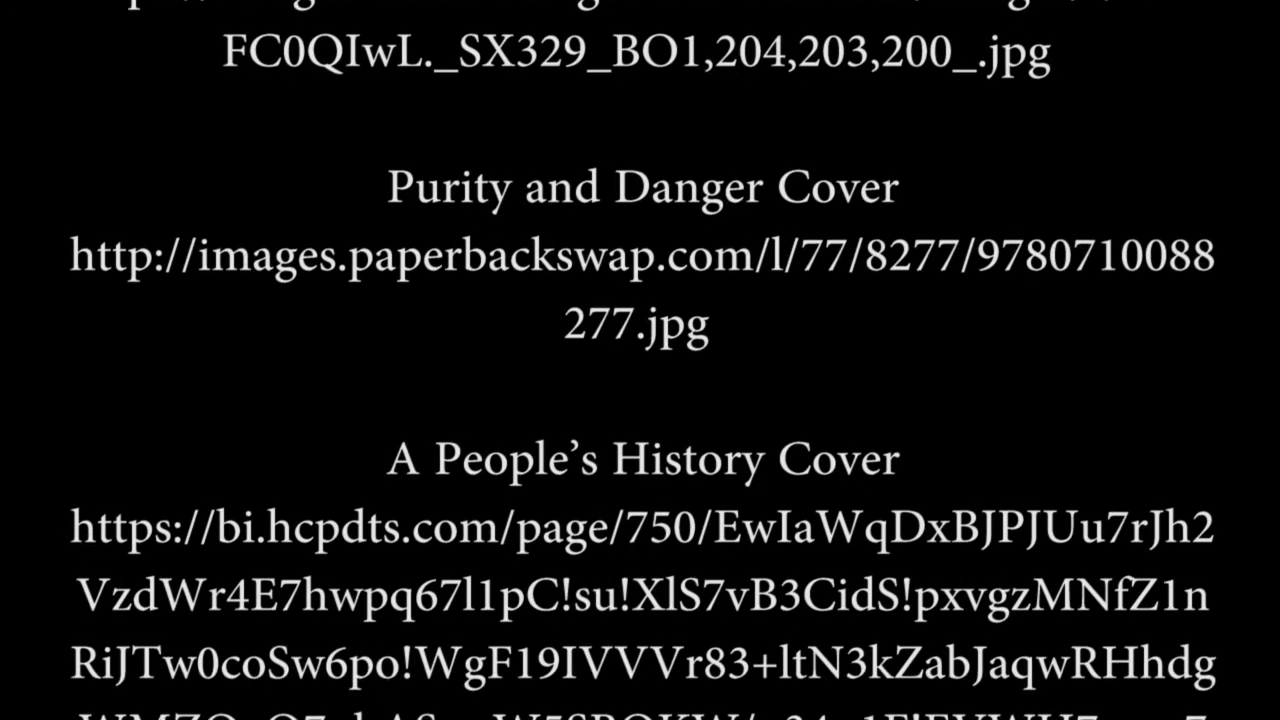 FC0QIwL._SX329_BO1,204,203,200_.jpg
Purity and Danger Cover
http://images.paperbackswap.com/l/77/8277/9780710088
277.jpg
A People’s History Cover
https://bi.hcpdts.com/page/750/EwIaWqDxBJPJUu7rJh2
VzdWr4E7hwpq67l1pC!su!XlS7vB3CidS!pxvgzMNfZ1n
RiJTw0coSw6po!WgF19IVVVr83+ltN3kZabJaqwRHhdg